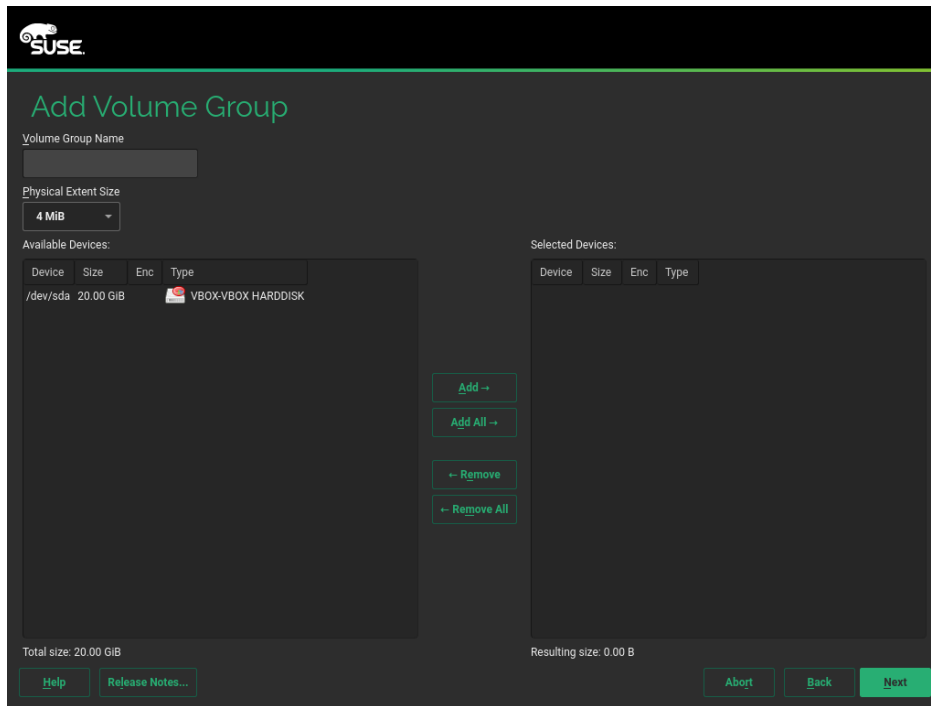 SUSE.
Add Volume Group
Volume Group Name
Physical Extent Size
4 MiB
Available Devices:
Device Size Enc Type
/dev/sda 20.00 GiB VBOX-VBOX HARDDISK
Total size: 20.00 GiB
Add →
Add All →
← Remove
← Remove All
Selected Devices:
Device Size Enc Type
Resulting size: 0.00 B
Help Release Notes... Abort Back Next